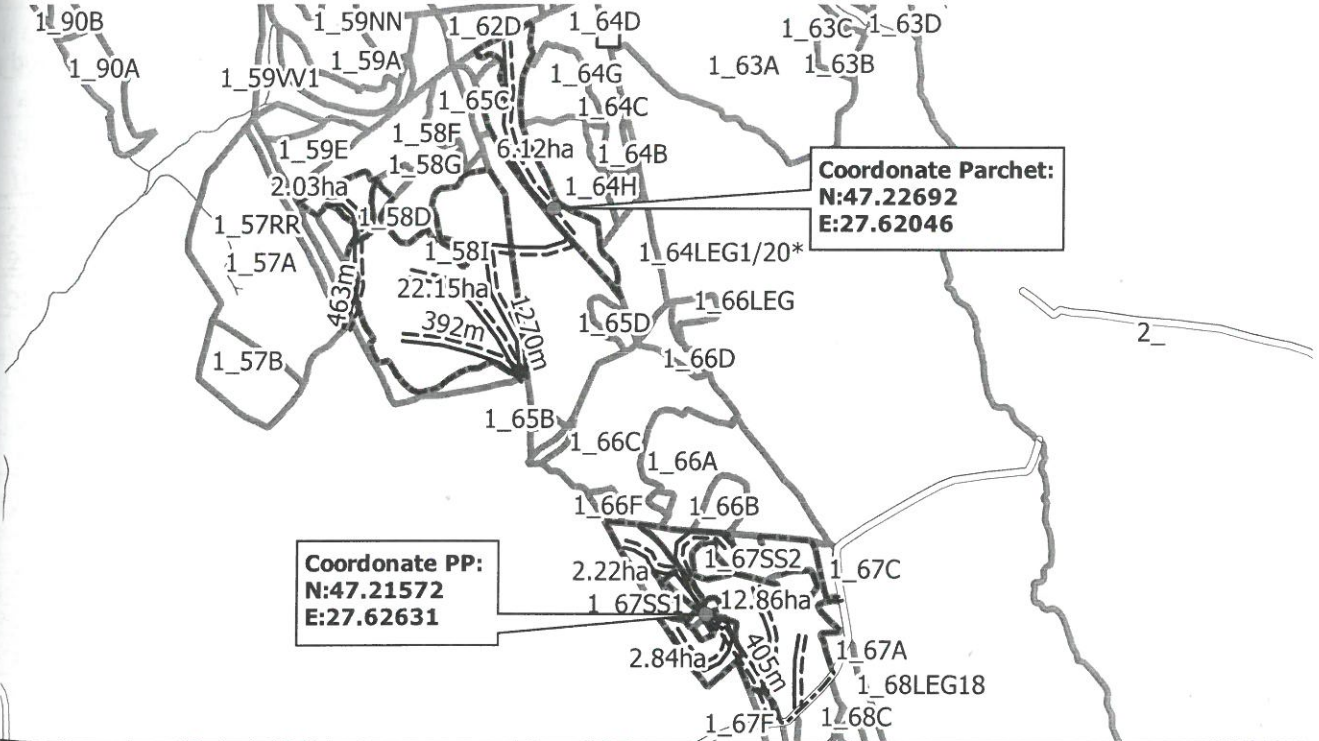 1_90B
1_59NN
1_62D
1_64D
1_63C
1_63D
1_90A
1_59VV1
1_59A
1_64G
1_63A
1_63B
1_65C
1_64C
1_59E
1_58F
6.12ha
1_64B
2.03ha
1_58G
1_64H
Coordonate Parchet:
N:47.22692
E:27.62046
1_57RR
1_58D
1_57A
1_58I
1_64LEG1/20*
463m
22.15ha
1_66LEG
392m
1270m
1_65D
2_
1_57B
1_66D
1_65B
1_66C
1_66A
1_66F
1_66B
Coordonate PP:
N:47.21572
E:27.62631
2.22ha
1_67SS2
1_67C
1_67SS1
12.86ha
2.84ha
405m
1_67A
1_68LEG18
1_67F
1_68C